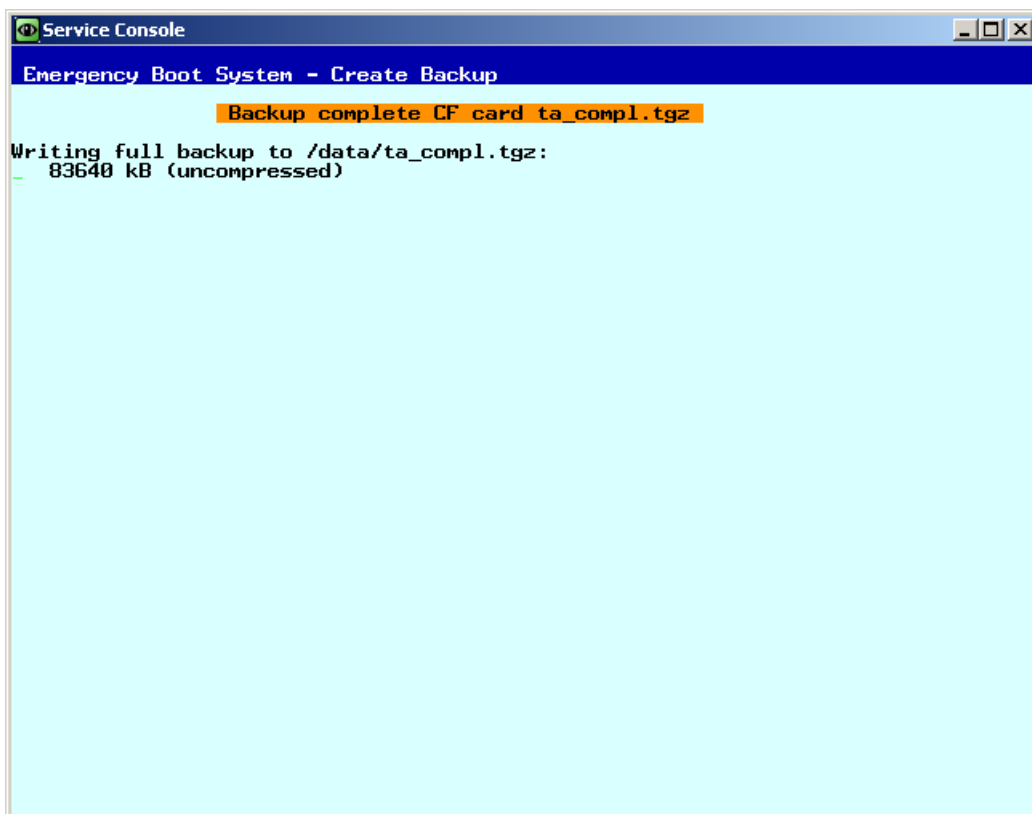 Service Console
Emergency Boot System - Create Backup
Backup complete CF card ta_compl.tgz
Writing full backup to /data/ta_compl.tgz:
_  83640 kB (uncompressed)